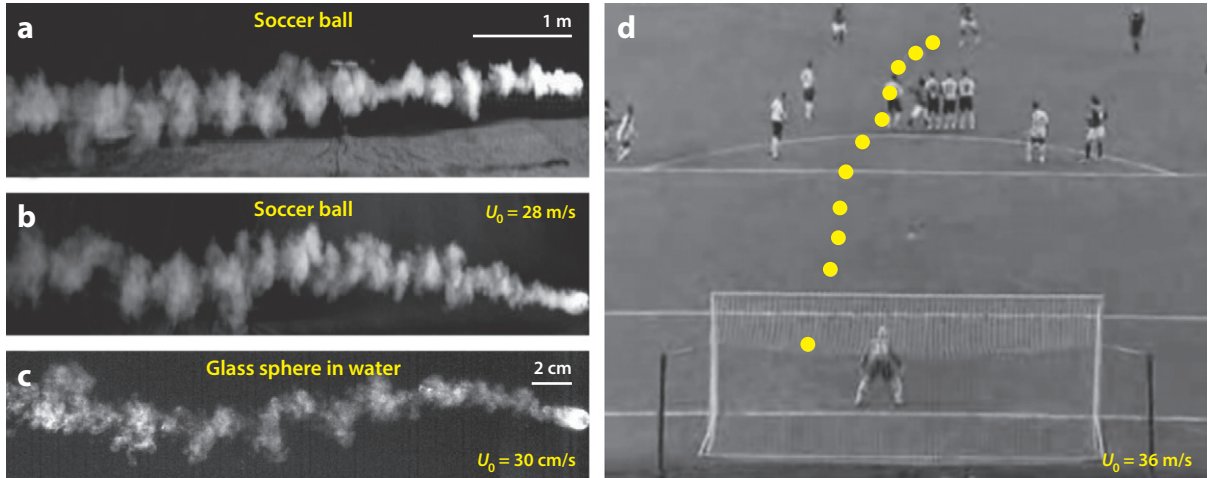 a
Soccer ball
1 m
b
Soccer ball
U0 = 28 m/s
c
Glass sphere in water
2 cm
U0 = 30 cm/s
d
U0 = 36 m/s